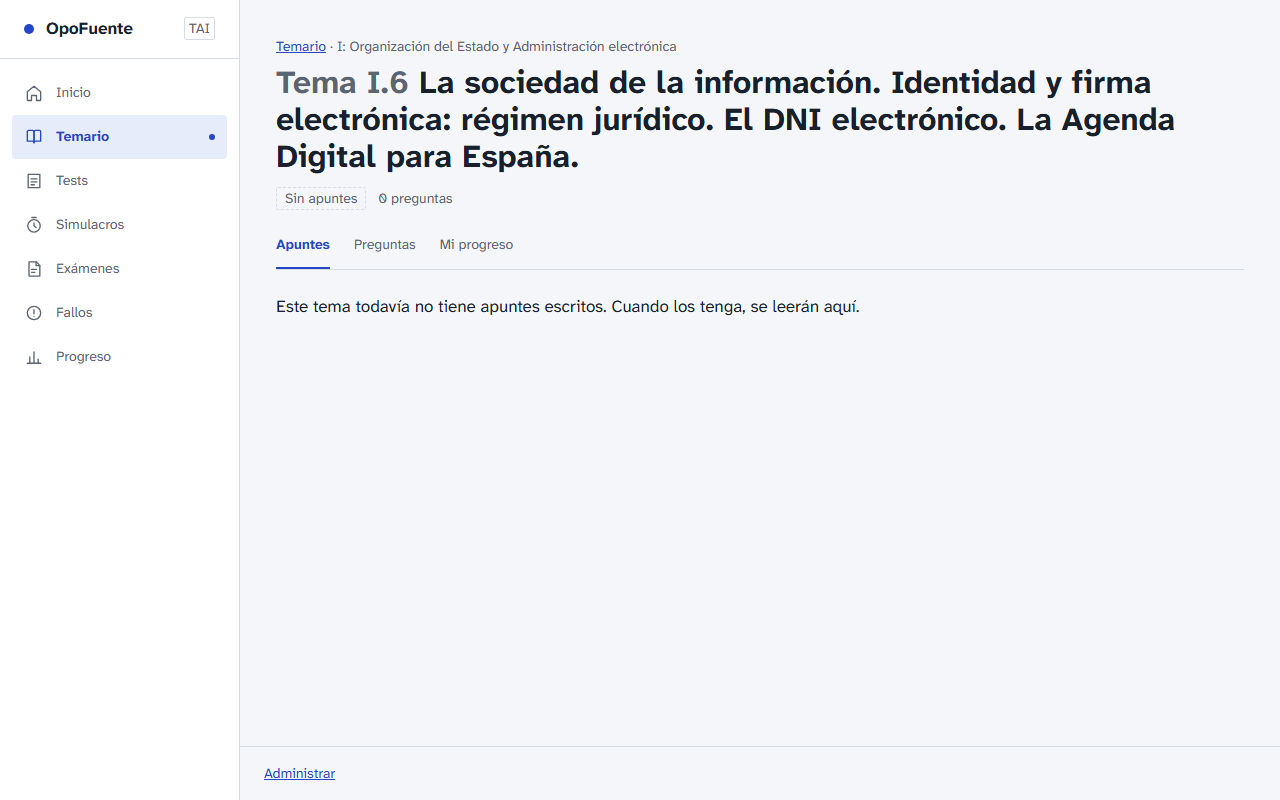 OpoFuente
TAI
Inicio
Temario
Tests
Simulacros
Exámenes
Fallos
Progreso
Temario · I: Organización del Estado y Administración electrónica
Tema I.6 La sociedad de la información. Identidad y firma
electrónica: régimen jurídico. El DNI electrónico. La Agenda
Digital para España.
Sin apuntes
0 preguntas
Apuntes
Preguntas
Mi progreso
Este tema todavía no tiene apuntes escritos. Cuando los tenga, se leerán aquí.
Administrar